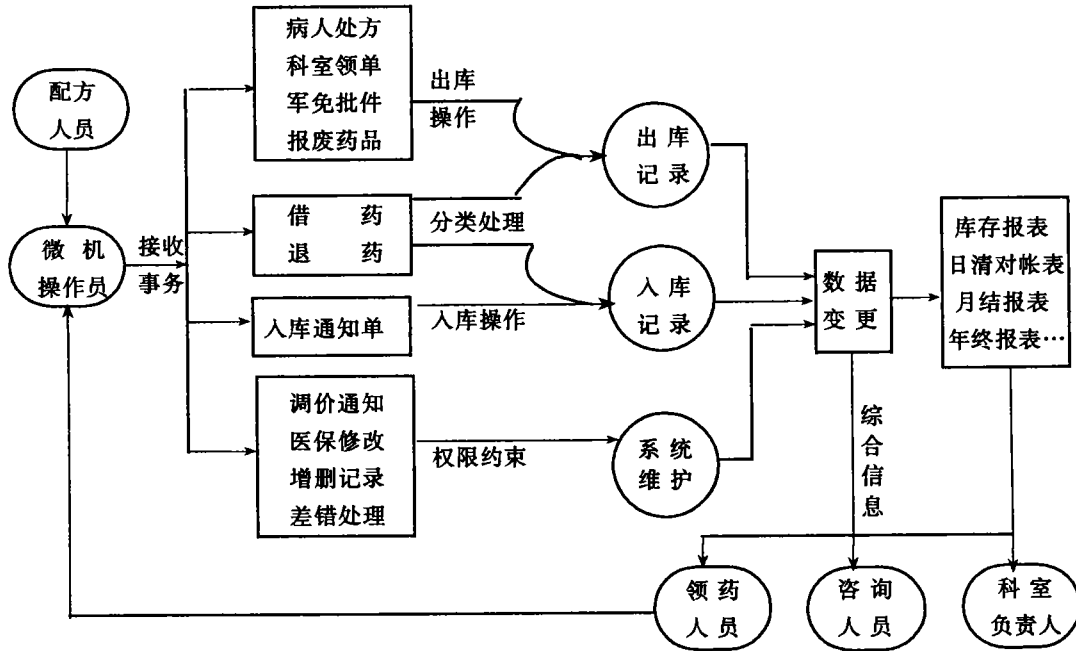 配方
人员
微机
操作员
接收
事务
病人处方
科室领单
军免批件
报废药品
出库
操作
借 药
退 药
分类处理
入库通知单
入库操作
调价通知
医保修改
增删记录
差错处理
权限约束
出库
记录
入库
记录
系统
维护
数据
变更
库存报表
日清对帐表
月结报表
年终报表…
综
合
信
息
领药
人员
咨询
人员
科室
负责人